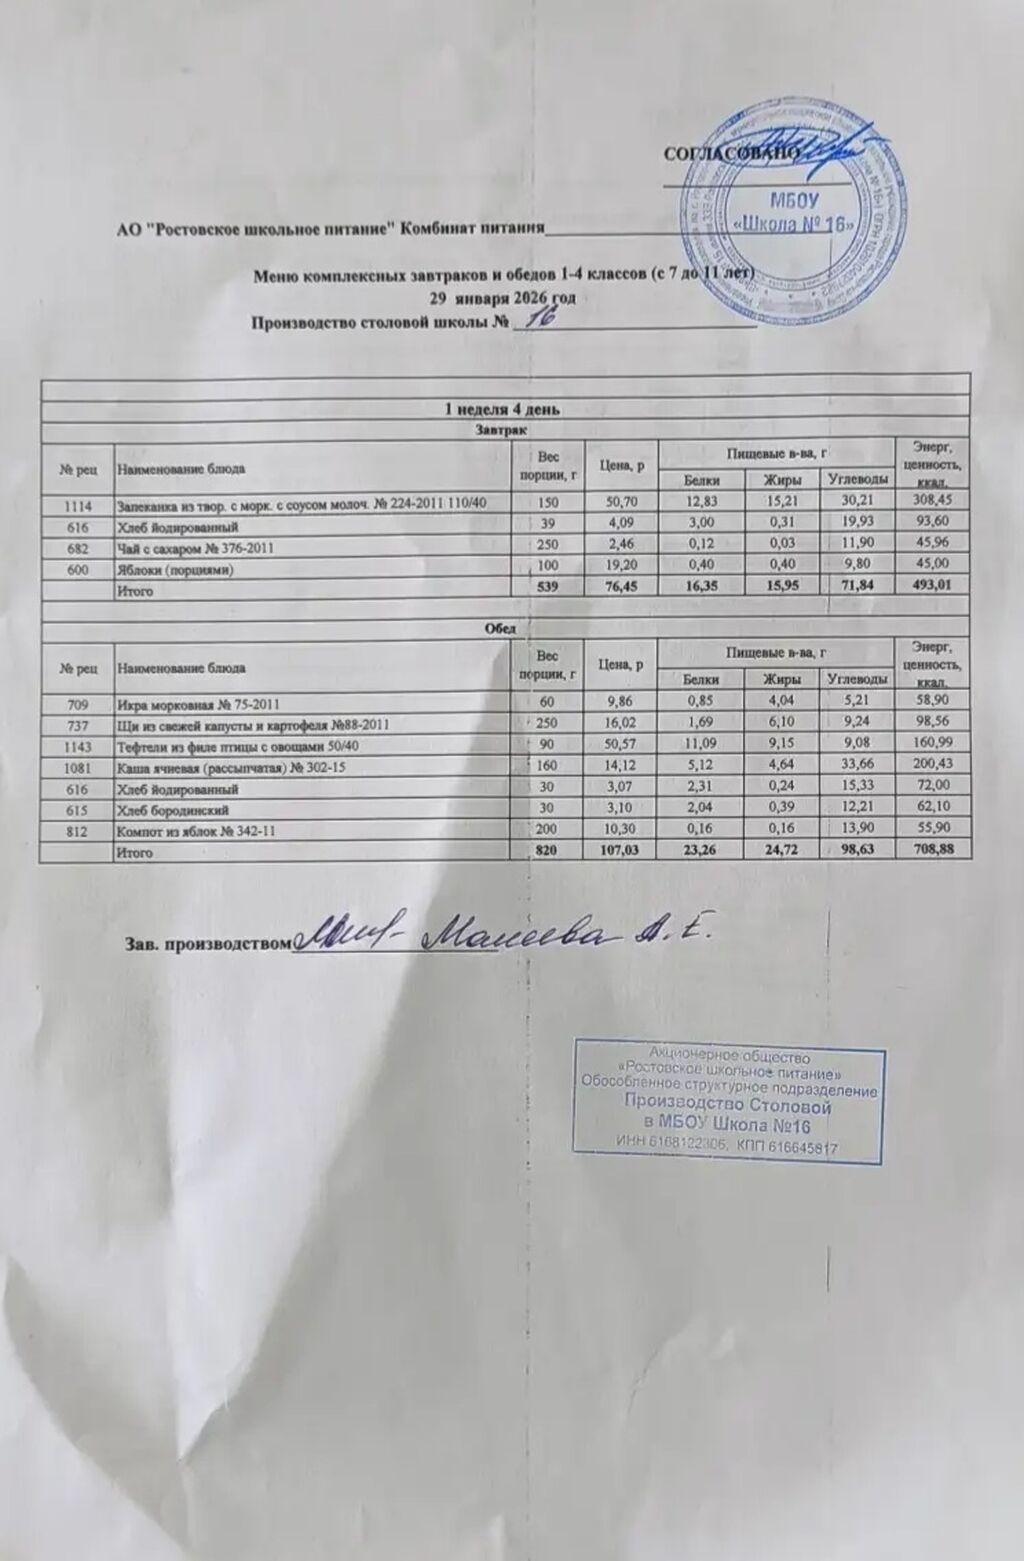 СОГЛАСОВАНО
МБОУ
«Школа № 16»
АО "Ростовское школьное питание" Комбинат питания
Меню комплексных завтраков и обедов 1-4 классов (с 7 до 11 лет)
29 января 2026 год
Производство столовой школы № 16
1 неделя 4 день
Завтрак
№ рец Наименование блюда Вес порции, г Цена, р Пищевые в-ва, г Энерг, ценность, ккал.
Белки Жиры Углеводы
1114 Запеканка из твор. с морк. с соусом молоч. № 224-2011 110/40 150 50,70 12,83 15,21 30,21 308,45
616 Хлеб йодированный 39 4,09 3,00 0,31 19,93 93,60
682 Чай с сахаром № 376-2011 250 2,46 0,12 0,03 11,90 45,96
600 Яблоки (порциями) 100 19,20 0,40 0,40 9,80 45,00
Итого 539 76,45 16,35 15,95 71,84 493,01
Обед
№ рец Наименование блюда Вес порции, г Цена, р Пищевые в-ва, г Энерг, ценность, ккал.
Белки Жиры Углеводы
709 Икра морковная № 75-2011 60 9,86 0,85 4,04 5,21 58,90
737 Щи из свежей капусты и картофеля №88-2011 250 16,02 1,69 6,10 9,24 98,56
1143 Тефтели из филе птицы с овощами 50/40 90 50,57 11,09 9,15 9,08 160,99
1081 Каша ячневая (рассыпчатая) № 302-15 160 14,12 5,12 4,64 33,66 200,43
616 Хлеб йодированный 30 3,07 2,31 0,24 15,33 72,00
615 Хлеб бородинский 30 3,10 2,04 0,39 12,21 62,10
812 Компот из яблок № 342-11 200 10,30 0,16 0,16 13,90 55,90
Итого 820 107,03 23,26 24,72 98,63 708,88
Зав. производством А. Е.
Акционерное общество
«Ростовское школьное питание»
Обособленное структурное подразделение
Производство Столовой
в МБОУ Школа №16
ИНН 6168122306, КПП 616645817